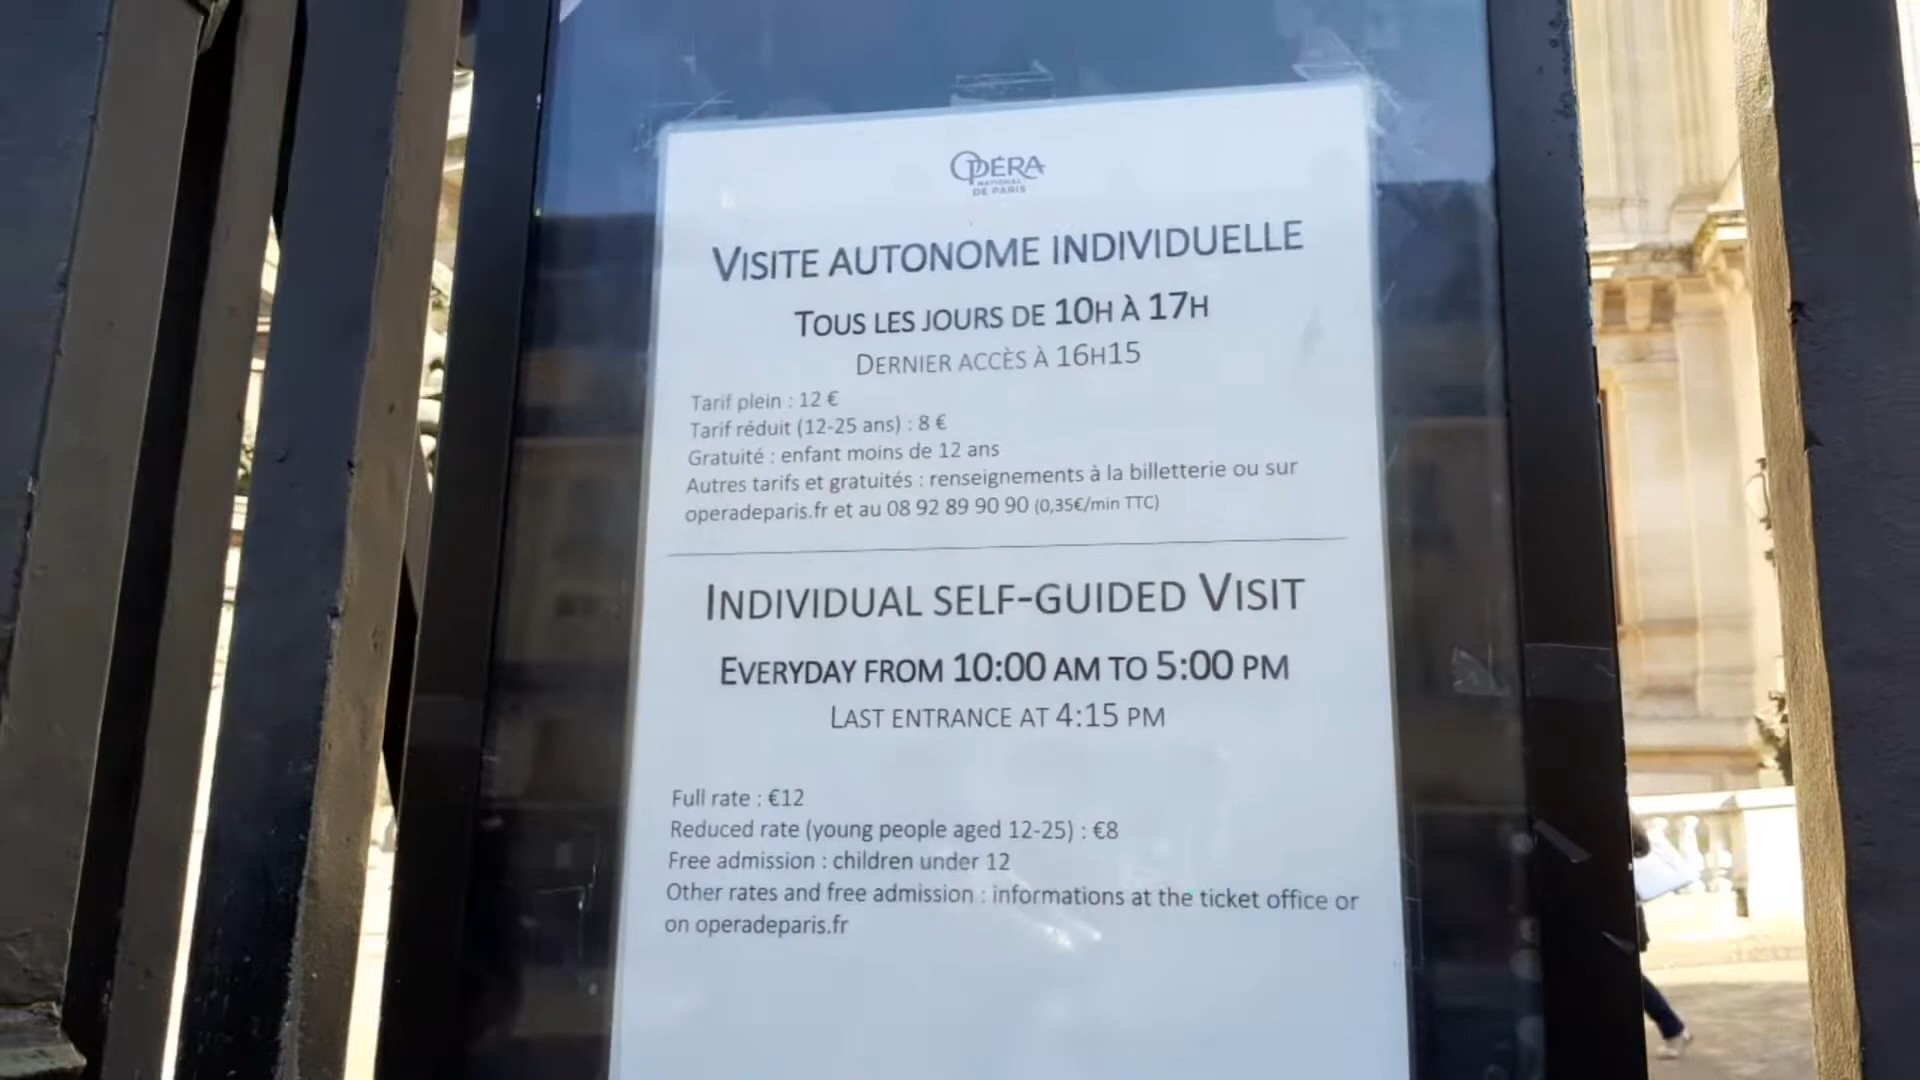 OPÉRA
NATIONAL
DE PARIS
VISITE AUTONOME INDIVIDUELLE
TOUS LES JOURS DE 10H À 17H
DERNIER ACCÈS À 16H15
Tarif plein : 12 €
Tarif réduit (12-25 ans) : 8 €
Gratuité : enfant moins de 12 ans
Autres tarifs et gratuités : renseignements à la billetterie ou sur
operadeparis.fr et au 08 92 89 90 90 (0,35€/min TTC)
INDIVIDUAL SELF-GUIDED VISIT
EVERYDAY FROM 10:00 AM TO 5:00 PM
LAST ENTRANCE AT 4:15 PM
Full rate : €12
Reduced rate (young people aged 12-25) : €8
Free admission : children under 12
Other rates and free admission : informations at the ticket office or
on operadeparis.fr